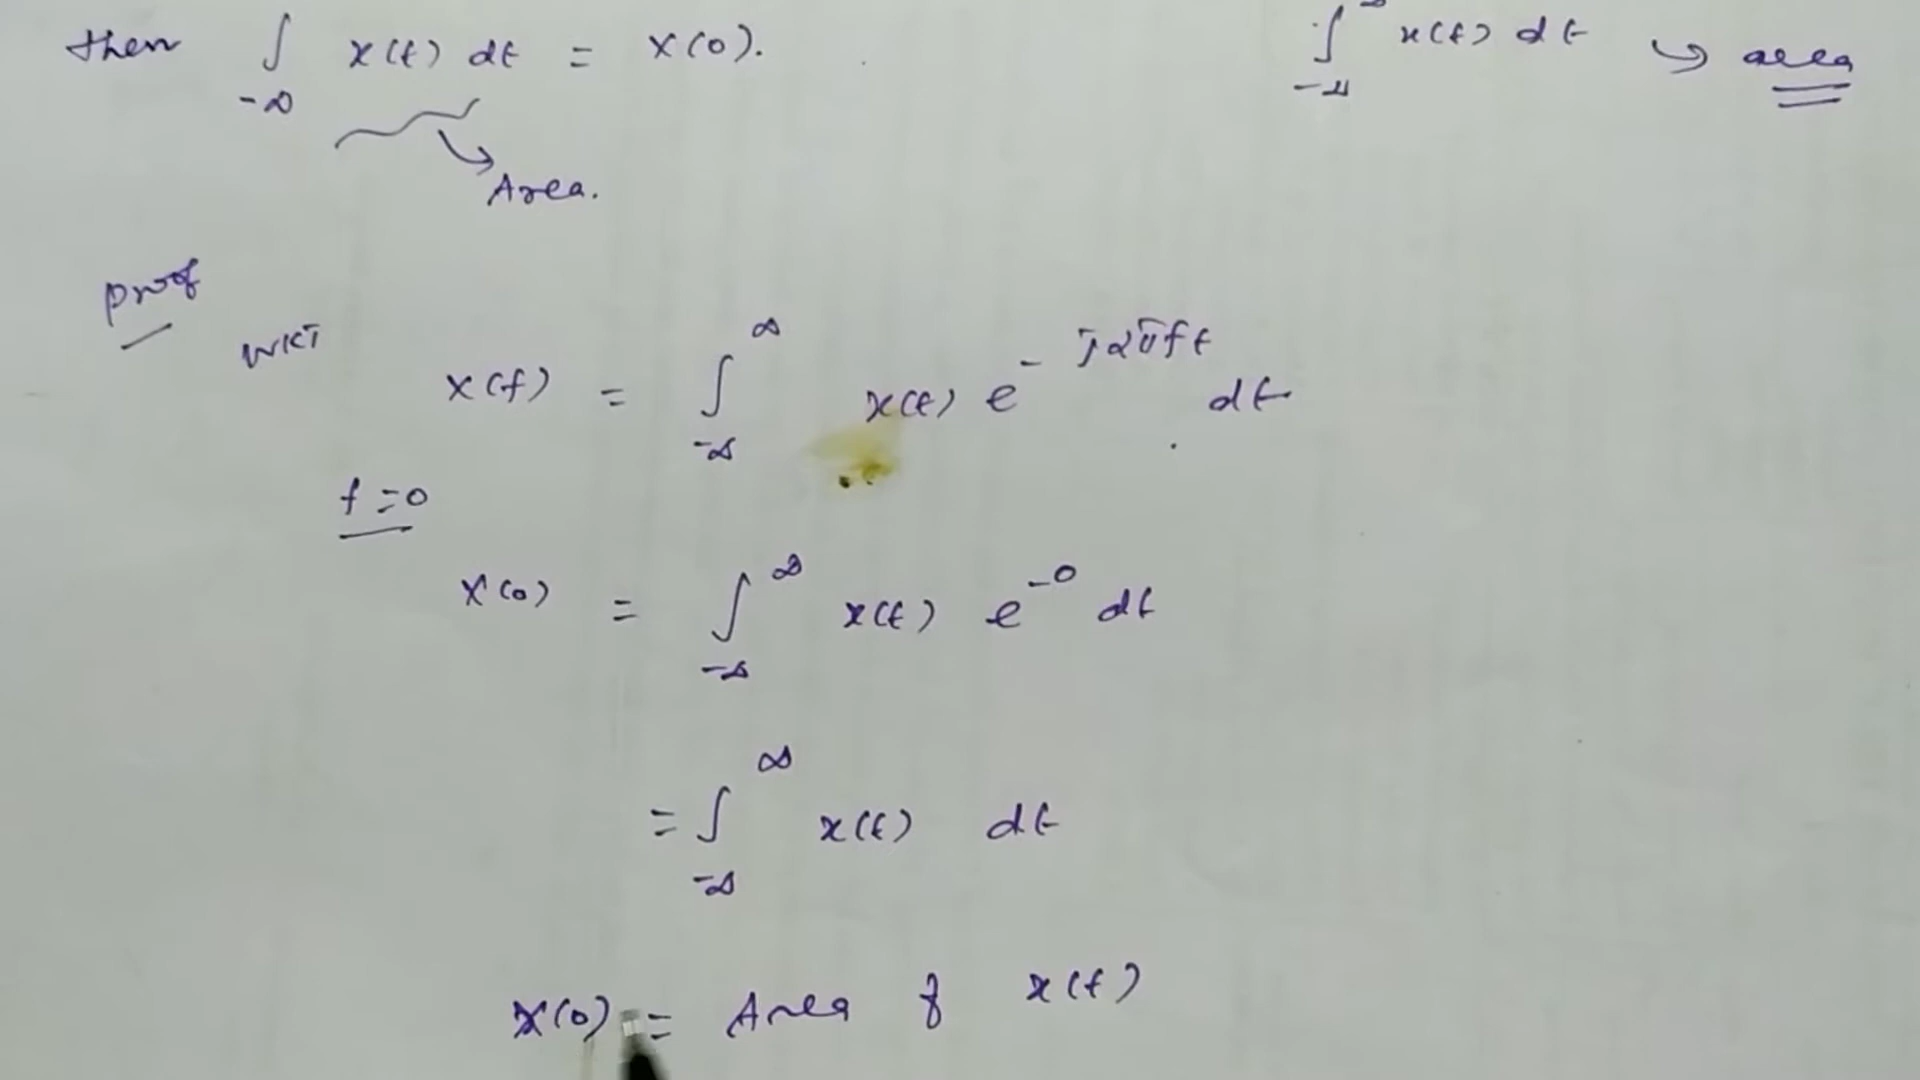 then ∫_{-∞} x(t) dt = X(0).
∫_{-∞}^{∞} x(t) dt ↪ area
Area.
Proof
WKT
X(f) = ∫_{-∞}^{∞} x(t) e^{-j2πft} dt
f = 0
X(0) = ∫_{-∞}^{∞} x(t) e^{-0} dt
= ∫_{-∞}^{∞} x(t) dt
X(0) = Area of x(t)